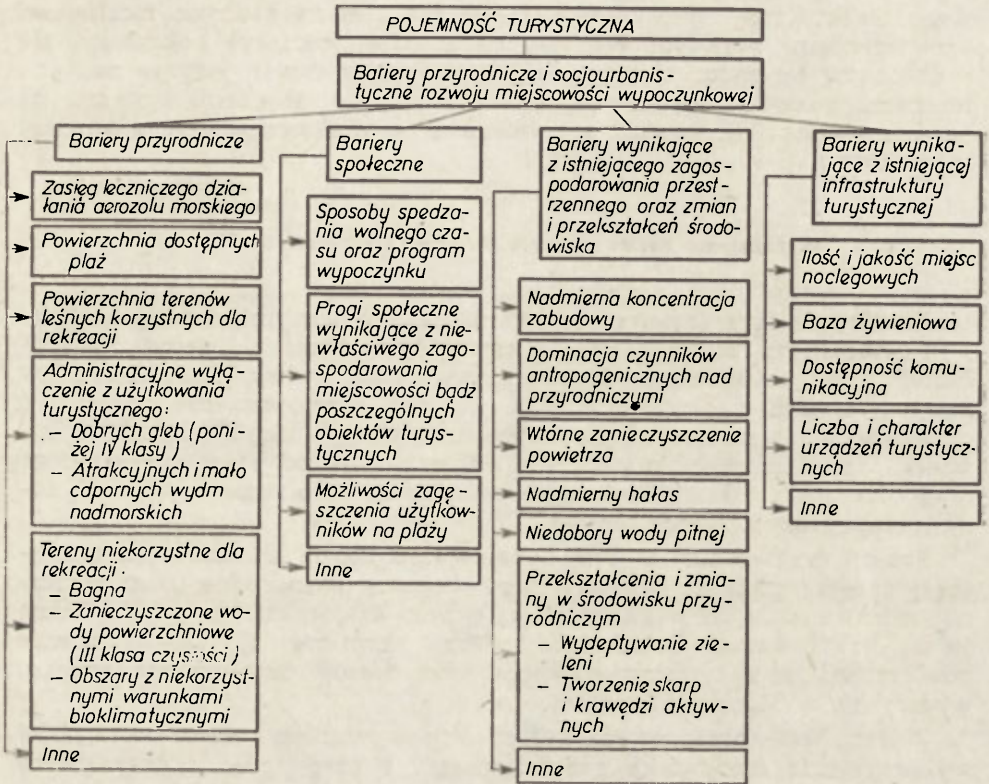 POJEMNOŚĆ TURYSTYCZNA
Bariery przyrodnicze i socjourbanis-
tyczne rozwoju miejscowości wypoczynkowej
Bariery przyrodnicze
Zasięg leczniczego dzia-
łania aerozolu morskiego
Powierzchnia dostępnych
plaż
Powierzchnia terenów
leśnych korzystnych dla
rekreacji
Administracyjne wyłą-
czenie z użytkowania
turystycznego:
– Dobrych gleb (poni-
żej IV klasy)
– Atrakcyjnych i mało
odpornych wydm
nadmorskich
Tereny niekorzystne dla
rekreacji:
– Bagna
– Zanieczyszczone wo-
dy powierzchniowe
(III klasa czystości)
– Obszary z niekorzyst-
nymi warunkami
bioklimatycznymi
Inne
Bariery
społeczne
Sposoby spędza-
nia wolnego cza-
su oraz program
wypoczynku
Progi społeczne
wynikające z nie-
właściwego zago-
spodarowania
miejscowości bądz
poszczególnych
obiektów turys-
tycznych
Możliwości zagę-
szczenia użytkow-
ników na plaży
Inne
Bariery wynikające
z istniejącego zagos-
podarowania przest-
rzennego oraz zmian
i przekształceń środo-
wiska
Nadmierna koncentracja
zabudowy
Dominacja czynników
antropogenicznych nad
przyrodniczymi
Wtórne zanieczyszczenie
powietrza
Nadmierny hałas
Niedobory wody pitnej
Przekształcenia i zmia-
ny w środowisku przy-
rodniczym
– Wydeptywanie zie-
leni
– Tworzenie skarp
i krawędzi aktyw-
nych
Inne
Bariery wynika-
jące z istniejącej
infrastruktury
turystycznej
Ilość i jakość miejsc
noclegowych
Baza żywieniowa
Dostępność komu-
nikacyjna
Liczba i charakter
urządzeń turystycz-
nych
Inne